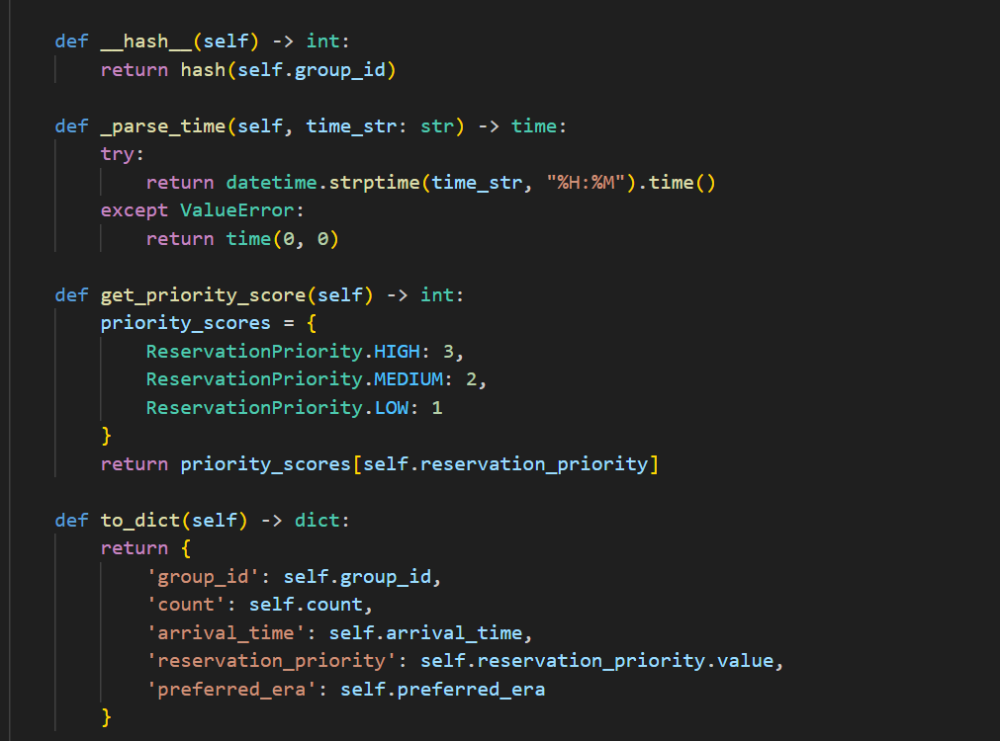 def __hash__(self) -> int:
    return hash(self.group_id)
def _parse_time(self, time_str: str) -> time:
    try:
        return datetime.strptime(time_str, "%H:%M").time()
    except ValueError:
        return time(0, 0)
def get_priority_score(self) -> int:
    priority_scores = {
        ReservationPriority.HIGH: 3,
        ReservationPriority.MEDIUM: 2,
        ReservationPriority.LOW: 1
    }
    return priority_scores[self.reservation_priority]
def to_dict(self) -> dict:
    return {
        'group_id': self.group_id,
        'count': self.count,
        'arrival_time': self.arrival_time,
        'reservation_priority': self.reservation_priority.value,
        'preferred_era': self.preferred_era
    }